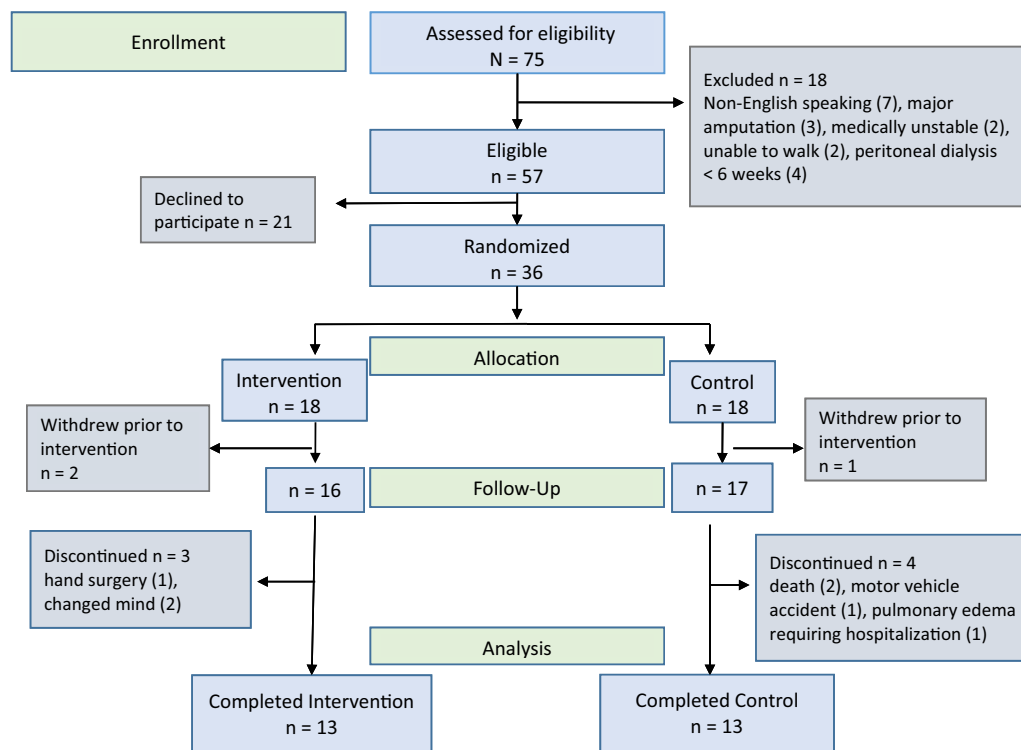 Enrollment
Assessed for eligibility
N = 75
Excluded n = 18
Non-English speaking (7), major
amputation (3), medically unstable (2),
unable to walk (2), peritoneal dialysis
< 6 weeks (4)
Eligible
n = 57
Declined to
participate n = 21
Randomized
n = 36
Allocation
Intervention
n = 18
Control
n = 18
Withdrew prior to
intervention
n = 2
Withdrew prior to
intervention
n = 1
n = 16
Follow-Up
n = 17
Discontinued n = 3
hand surgery (1),
changed mind (2)
Discontinued n = 4
death (2), motor vehicle
accident (1), pulmonary edema
requiring hospitalization (1)
Analysis
Completed Intervention
n = 13
Completed Control
n = 13